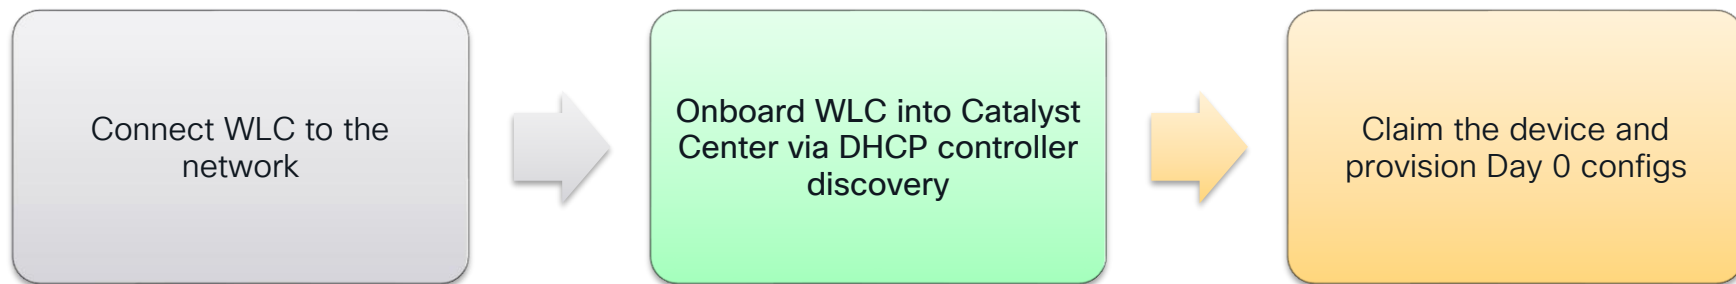 Connect WLC to the
network
Onboard WLC into Catalyst
Center via DHCP controller
discovery
Claim the device and
provision Day 0 configs